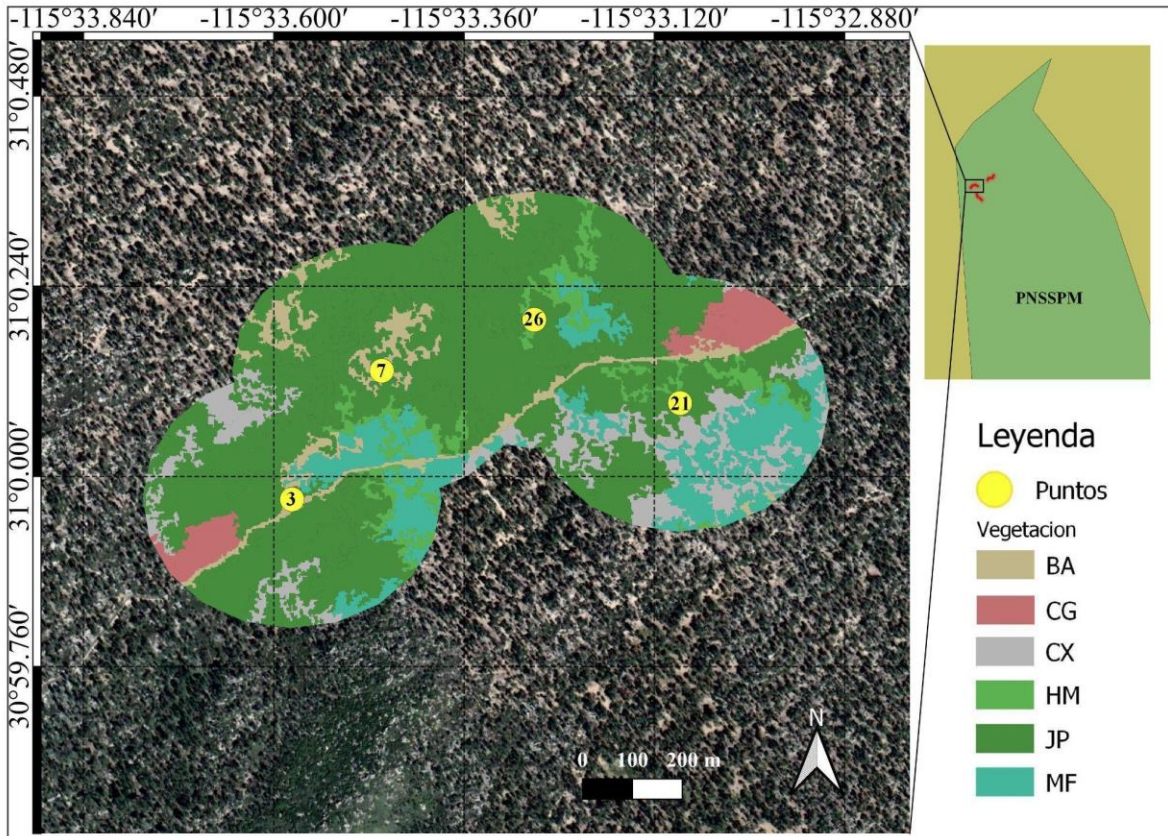 -115°33.840′ -115°33.600′ -115°33.360′ -115°33.120′ -115°32.880′
31°0.480′
31°0.240′
31°0.000′
30°59.760′
26
7
21
3
0 100 200 m
N
PNSSPM
Leyenda
Puntos
Vegetacion
BA
CG
CX
HM
JP
MF